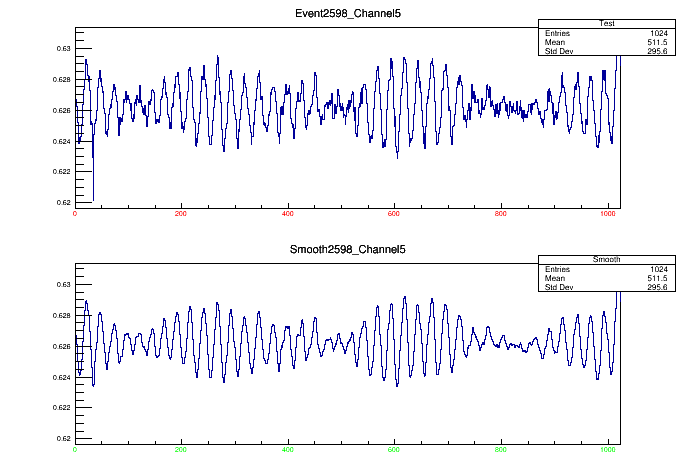 Event2598_Channel5
Test
Entries 1024
Mean 511.5
Std Dev 295.6
0.63
0.628
0.626
0.624
0.622
0.62
0 200 400 600 800 1000
Smooth2598_Channel5
Smooth
Entries 1024
Mean 511.5
Std Dev 295.6
0.63
0.628
0.626
0.624
0.622
0.62
0 200 400 600 800 1000